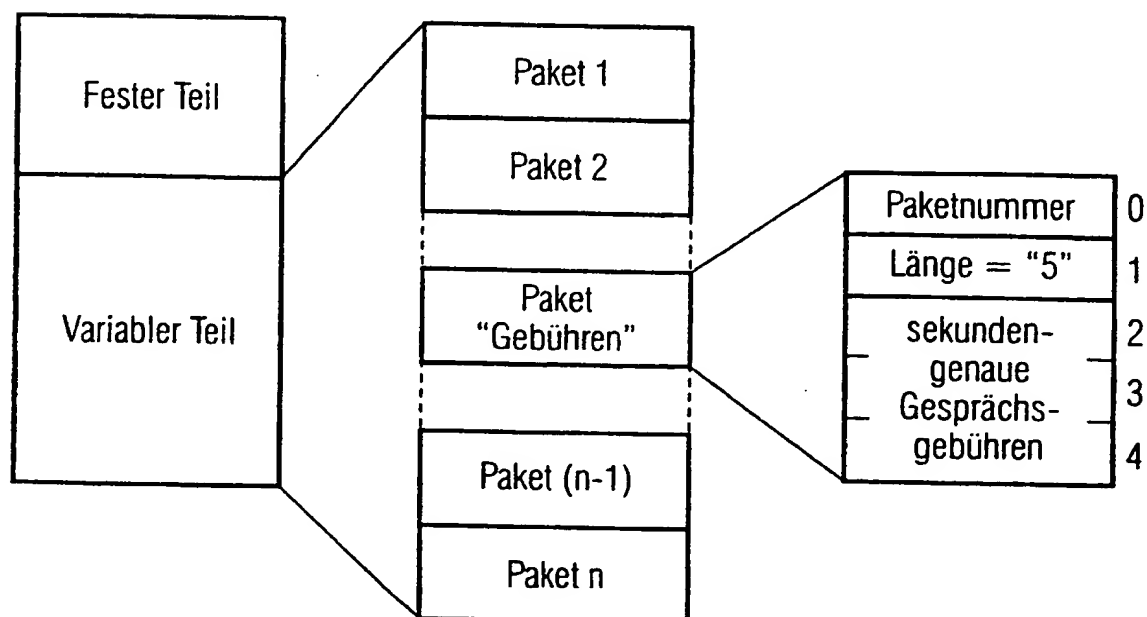 Fester Teil
Variabler Teil
Paket 1
Paket 2
Paket
“Gebühren”
Paket (n-1)
Paket n
Paketnummer 0
Länge = “5” 1
sekunden- 2
genaue
Gesprächs- 3
gebühren 4